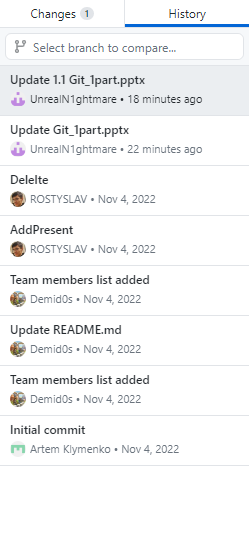 Changes 1 History
Select branch to compare...
Update 1.1 Git_1part.pptx
UnrealN1ghtmare • 18 minutes ago
Update Git_1part.pptx
UnrealN1ghtmare • 22 minutes ago
Delelte
ROSTYSLAV • Nov 4, 2022
AddPresent
ROSTYSLAV • Nov 4, 2022
Team members list added
Demid0s • Nov 4, 2022
Update README.md
Demid0s • Nov 4, 2022
Team members list added
Demid0s • Nov 4, 2022
Initial commit
Artem Klymenko • Nov 4, 2022